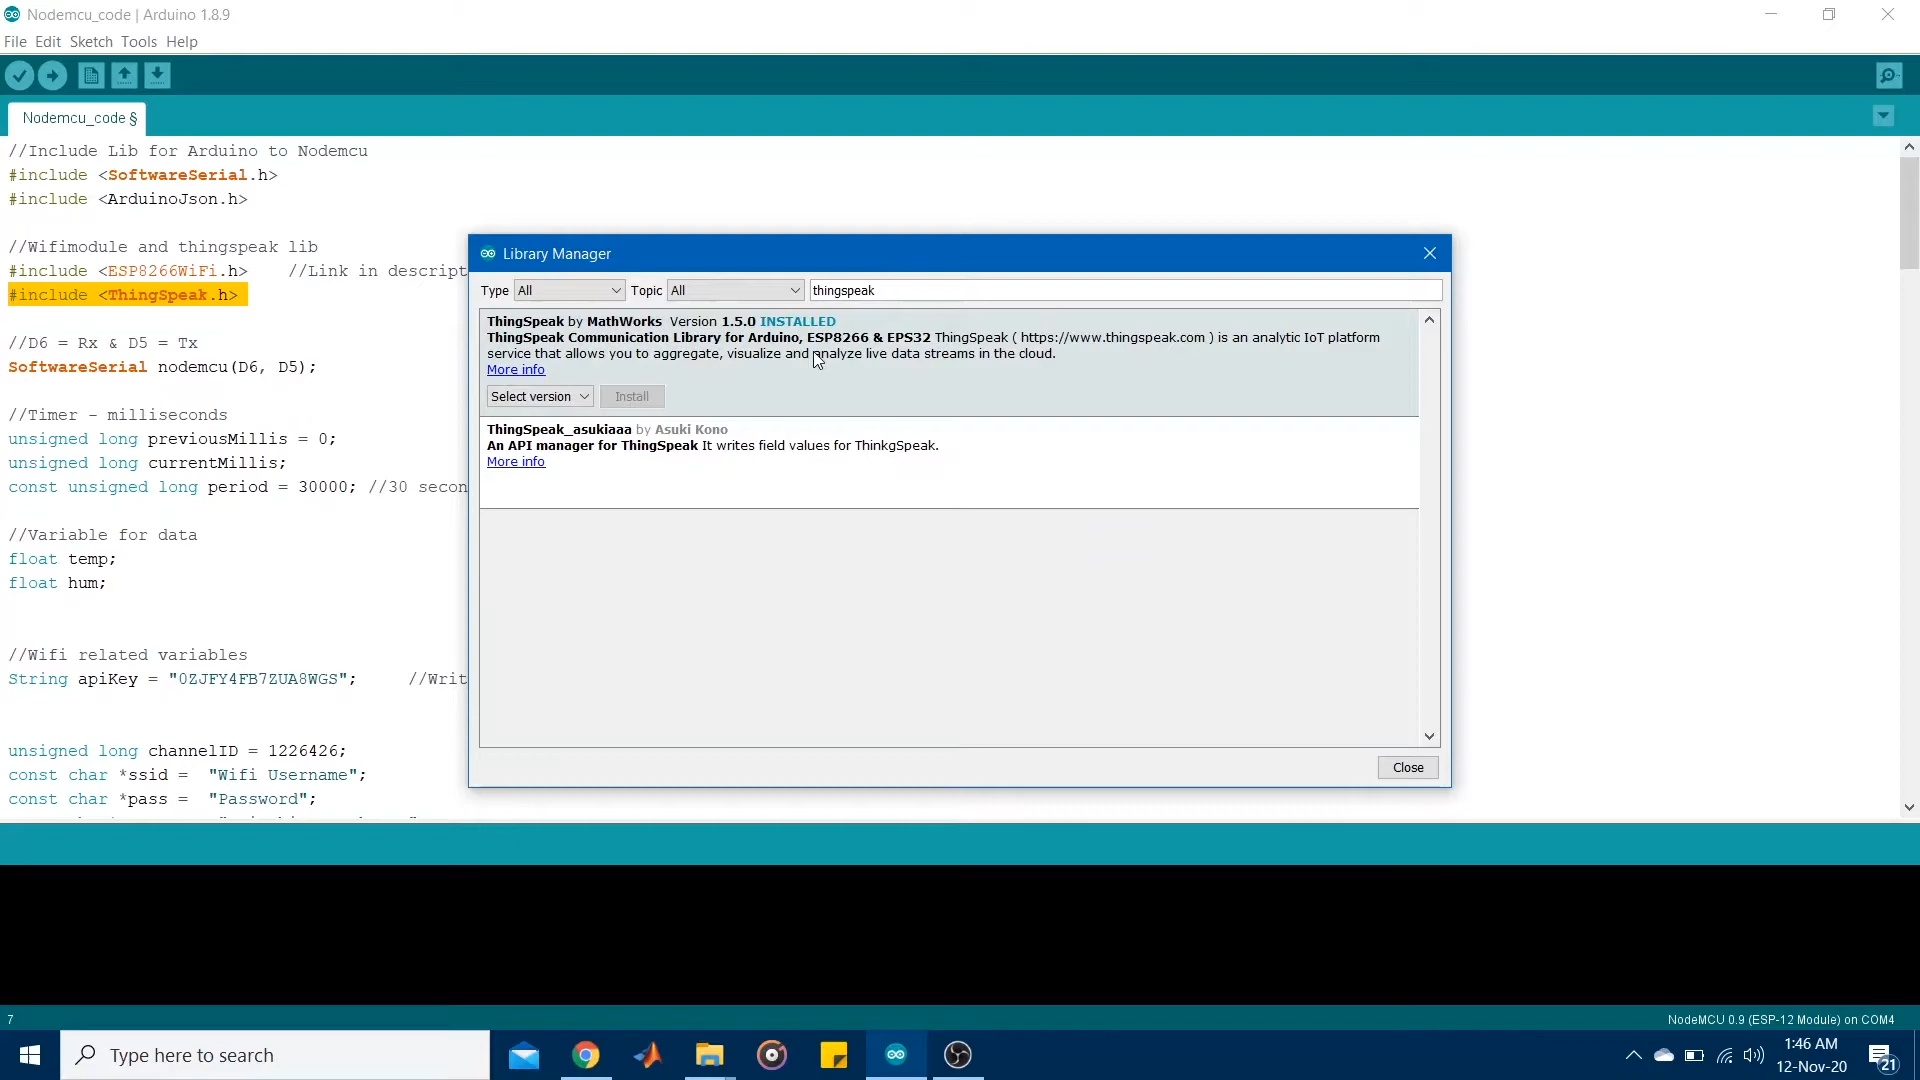 Nodemcu_code | Arduino 1.8.9
File Edit Sketch Tools Help
Nodemcu_code §
//Include Lib for Arduino to Nodemcu
#include <SoftwareSerial.h>
#include <ArduinoJson.h>
//Wifimodule and thingspeak lib
#include <ESP8266WiFi.h> //Link in descript
#include <ThingSpeak.h>
//D6 = Rx & D5 = Tx
SoftwareSerial nodemcu(D6, D5);
//Timer - milliseconds
unsigned long previousMillis = 0;
unsigned long currentMillis;
const unsigned long period = 30000; //30 secon
//Variable for data
float temp;
float hum;
//Wifi related variables
String apiKey = "0ZJFY4FB7ZUA8WGS"; //Writ
unsigned long channelID = 1226426;
const char *ssid = "Wifi Username";
const char *pass = "Password";
Library Manager
Type All Topic All thingspeak
ThingSpeak by MathWorks Version 1.5.0 INSTALLED
ThingSpeak Communication Library for Arduino, ESP8266 & EPS32 ThingSpeak ( https://www.thingspeak.com ) is an analytic IoT platform
service that allows you to aggregate, visualize and analyze live data streams in the cloud.
More info
Select version Install
ThingSpeak_asukiaaa by Asuki Kono
An API manager for ThingSpeak It writes field values for ThinkgSpeak.
More info
Close
7
NodeMCU 0.9 (ESP-12 Module) on COM4
Type here to search
1:46 AM
12-Nov-20
21